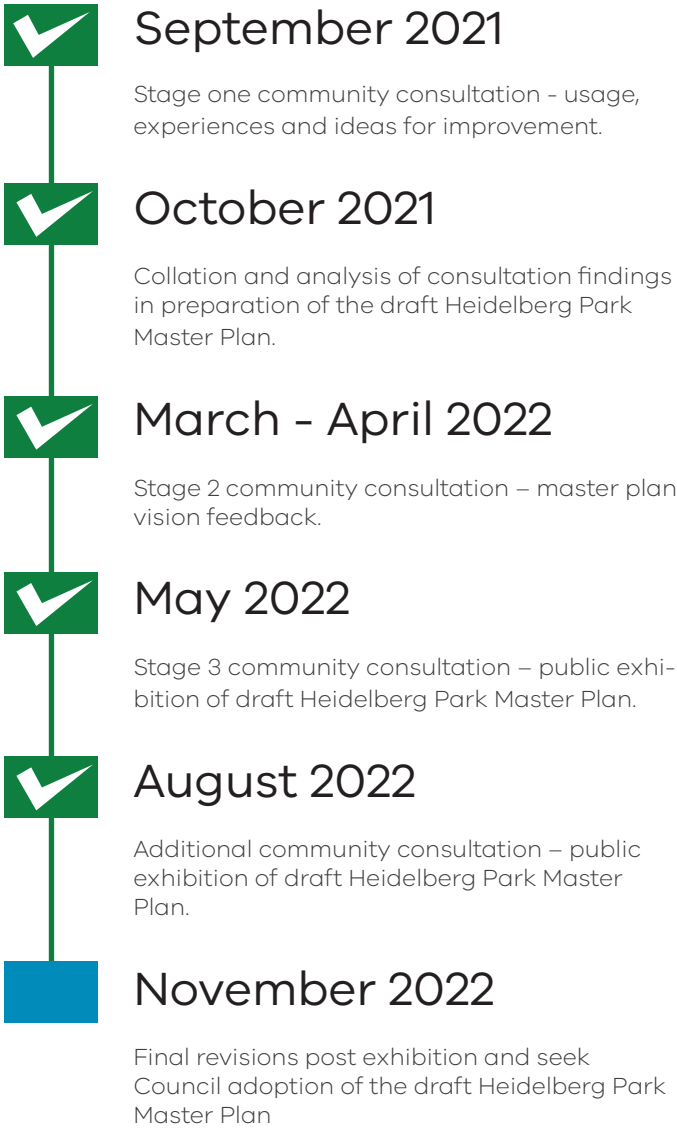 September 2021
Stage one community consultation - usage,
experiences and ideas for improvement.
October 2021
Collation and analysis of consultation findings
in preparation of the draft Heidelberg Park
Master Plan.
March - April 2022
Stage 2 community consultation – master plan
vision feedback.
May 2022
Stage 3 community consultation – public exhi-
bition of draft Heidelberg Park Master Plan.
August 2022
Additional community consultation – public
exhibition of draft Heidelberg Park Master
Plan.
November 2022
Final revisions post exhibition and seek
Council adoption of the draft Heidelberg Park
Master Plan